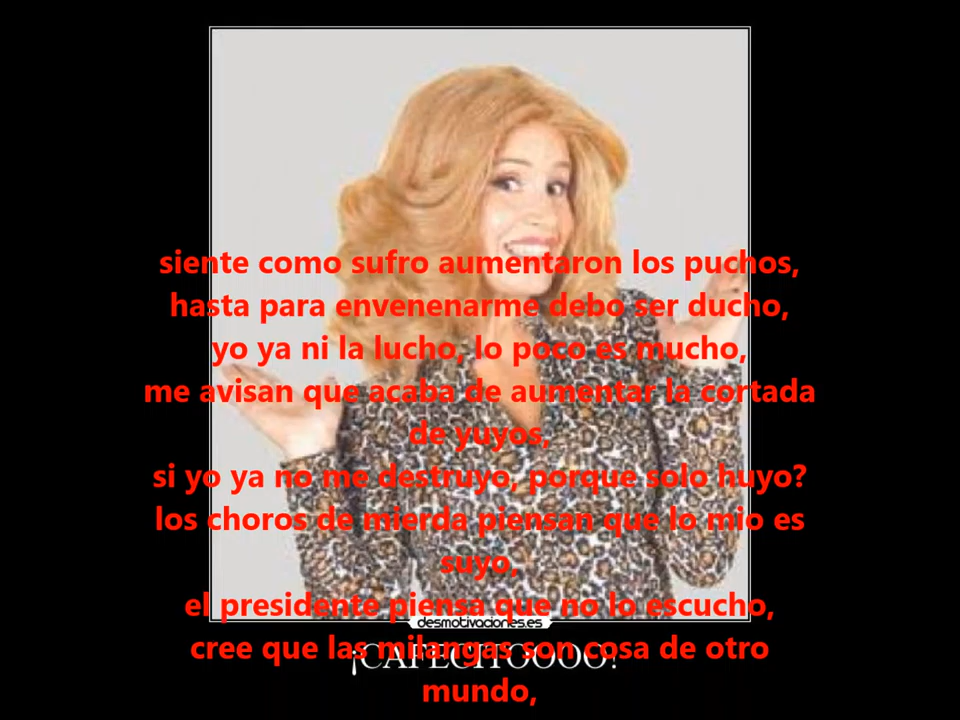 siente como sufro aumentaron los puchos,
hasta para envenenarme debo ser ducho,
yo ya ni la lucho, lo poco es mucho,
me avisan que acaba de aumentar la cortada
de yuyos,
si yo ya no me destruyo, porque solo huyo?
los choros de mierda piensan que lo mio es
suyo,
el presidente piensa que no lo escucho,
desmotivaciones.es
cree que las milangas son cosa de otro
¡CAFECITOOOO!
mundo,